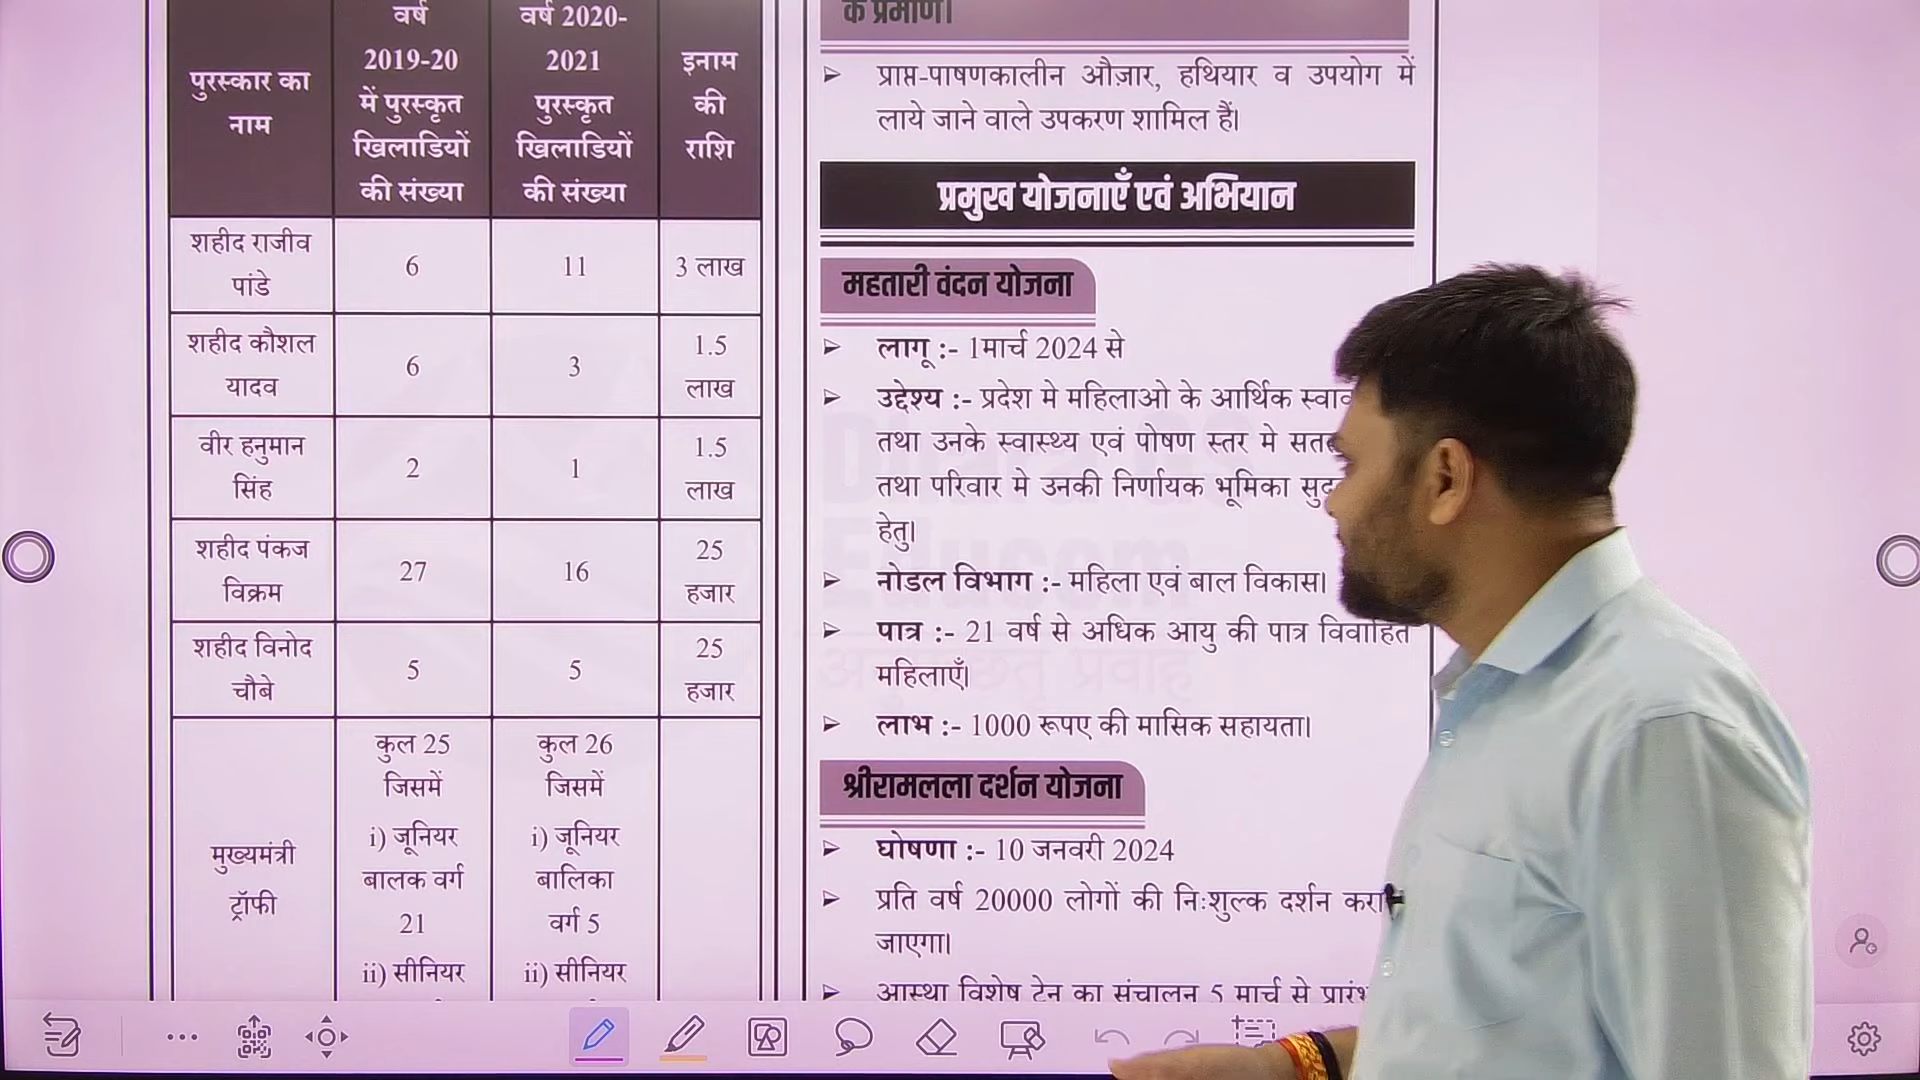 पुरस्कार का
नाम
वर्ष
2019-20
में पुरस्कृत
खिलाडियों
की संख्या
वर्ष 2020-
2021
पुरस्कृत
खिलाडियों
की संख्या
इनाम
की
राशि
शहीद राजीव
पांडे
6
11
3 लाख
शहीद कौशल
यादव
6
3
1.5
लाख
वीर हनुमान
सिंह
2
1
1.5
लाख
शहीद पंकज
विक्रम
27
16
25
हजार
शहीद विनोद
चौबे
5
5
25
हजार
मुख्यमंत्री
ट्रॉफी
कुल 25
जिसमें
i) जूनियर
बालक वर्ग
21
ii) सीनियर
कुल 26
जिसमें
i) जूनियर
बालिका
वर्ग 5
ii) सीनियर
के प्रमाण।
प्राप्त-पाषणकालीन औज़ार, हथियार व उपयोग में
लाये जाने वाले उपकरण शामिल हैं।
प्रमुख योजनाएँ एवं अभियान
महतारी वंदन योजना
लागू :- 1मार्च 2024 से
उद्देश्य :- प्रदेश मे महिलाओ के आर्थिक
तथा उनके स्वास्थ्य एवं पोषण स्तर मे
तथा परिवार मे उनकी निर्णायक भूमिका
हेतु।
नोडल विभाग :- महिला एवं बाल विकास।
पात्र :- 21 वर्ष से अधिक आयु की पात्र विवाहित
महिलाएँ।
लाभ :- 1000 रूपए की मासिक सहायता।
श्रीरामलला दर्शन योजना
घोषणा :- 10 जनवरी 2024
प्रति वर्ष 20000 लोगों की निःशुल्क दर्शन
जाएगा।
आस्था विशेष टेन का संचालन 5 मार्च से